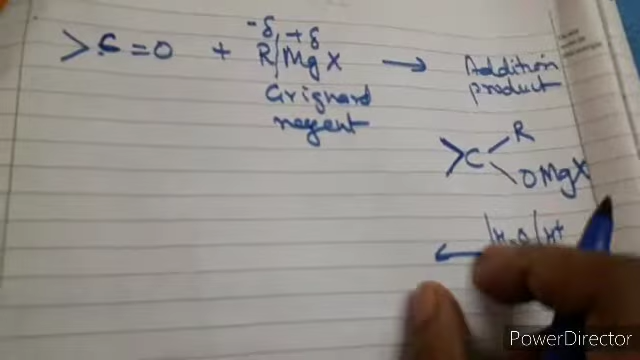 -δ +δ
>C=O + R/MgX → Addition
product
Grignard
reagent
>C R
OMgX
H₂O/H⁺
←
PowerDirector